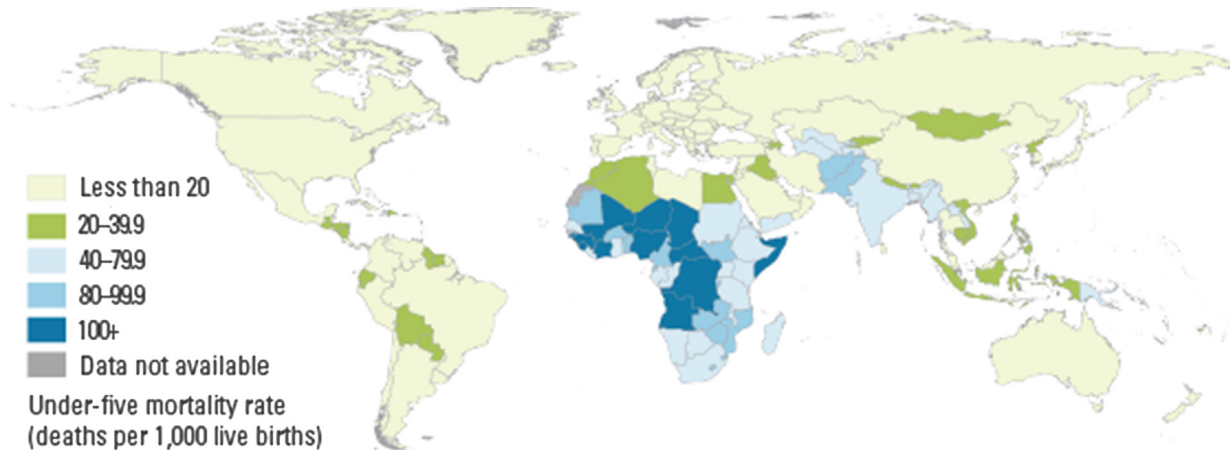 Less than 20
20–39.9
40–79.9
80–99.9
100+
Data not available
Under-five mortality rate
(deaths per 1,000 live births)